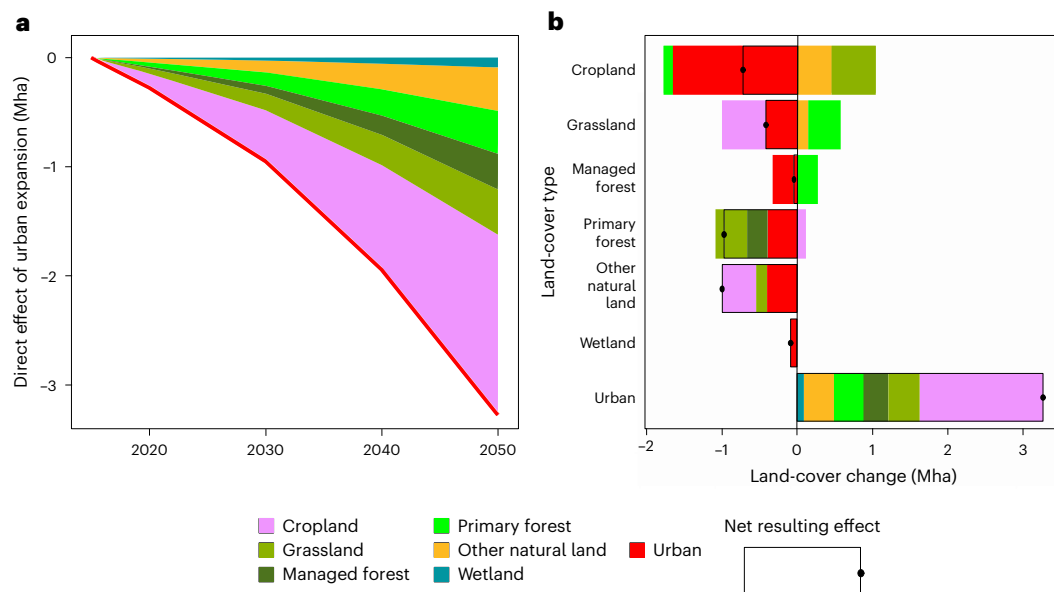 a
Direct effect of urban expansion (Mha)
0
–1
–2
–3
2020
2030
2040
2050
b
Land-cover type
Cropland
Grassland
Managed
forest
Primary
forest
Other
natural
land
Wetland
Urban
–2
–1
0
1
2
3
Land-cover change (Mha)
Cropland
Grassland
Managed forest
Primary forest
Other natural land
Wetland
Urban
Net resulting effect